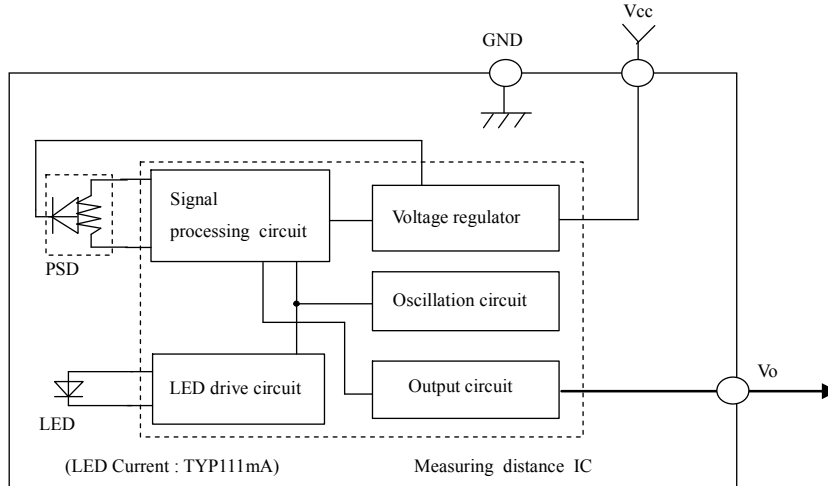 Vcc
GND
Signal
processing circuit
Voltage regulator
PSD
Oscillation circuit
LED drive circuit
Output circuit
Vo
LED
(LED Current : TYP111mA)
Measuring distance IC